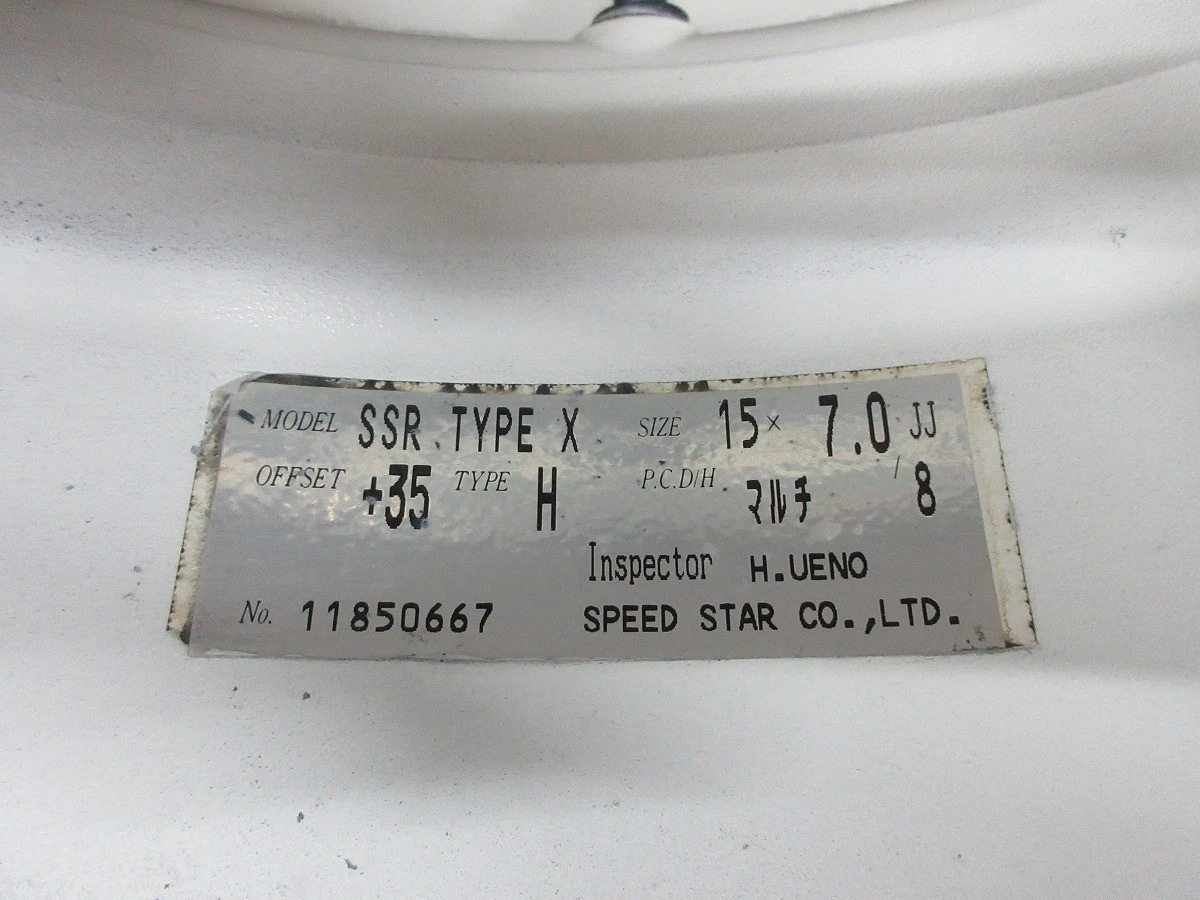 MODEL SSR TYPE X SIZE 15 × 7.0 JJ
OFFSET +35 TYPE H P.C.D/H マルチ / 8
Inspector H.UENO
No. 11850667 SPEED STAR CO.,LTD.